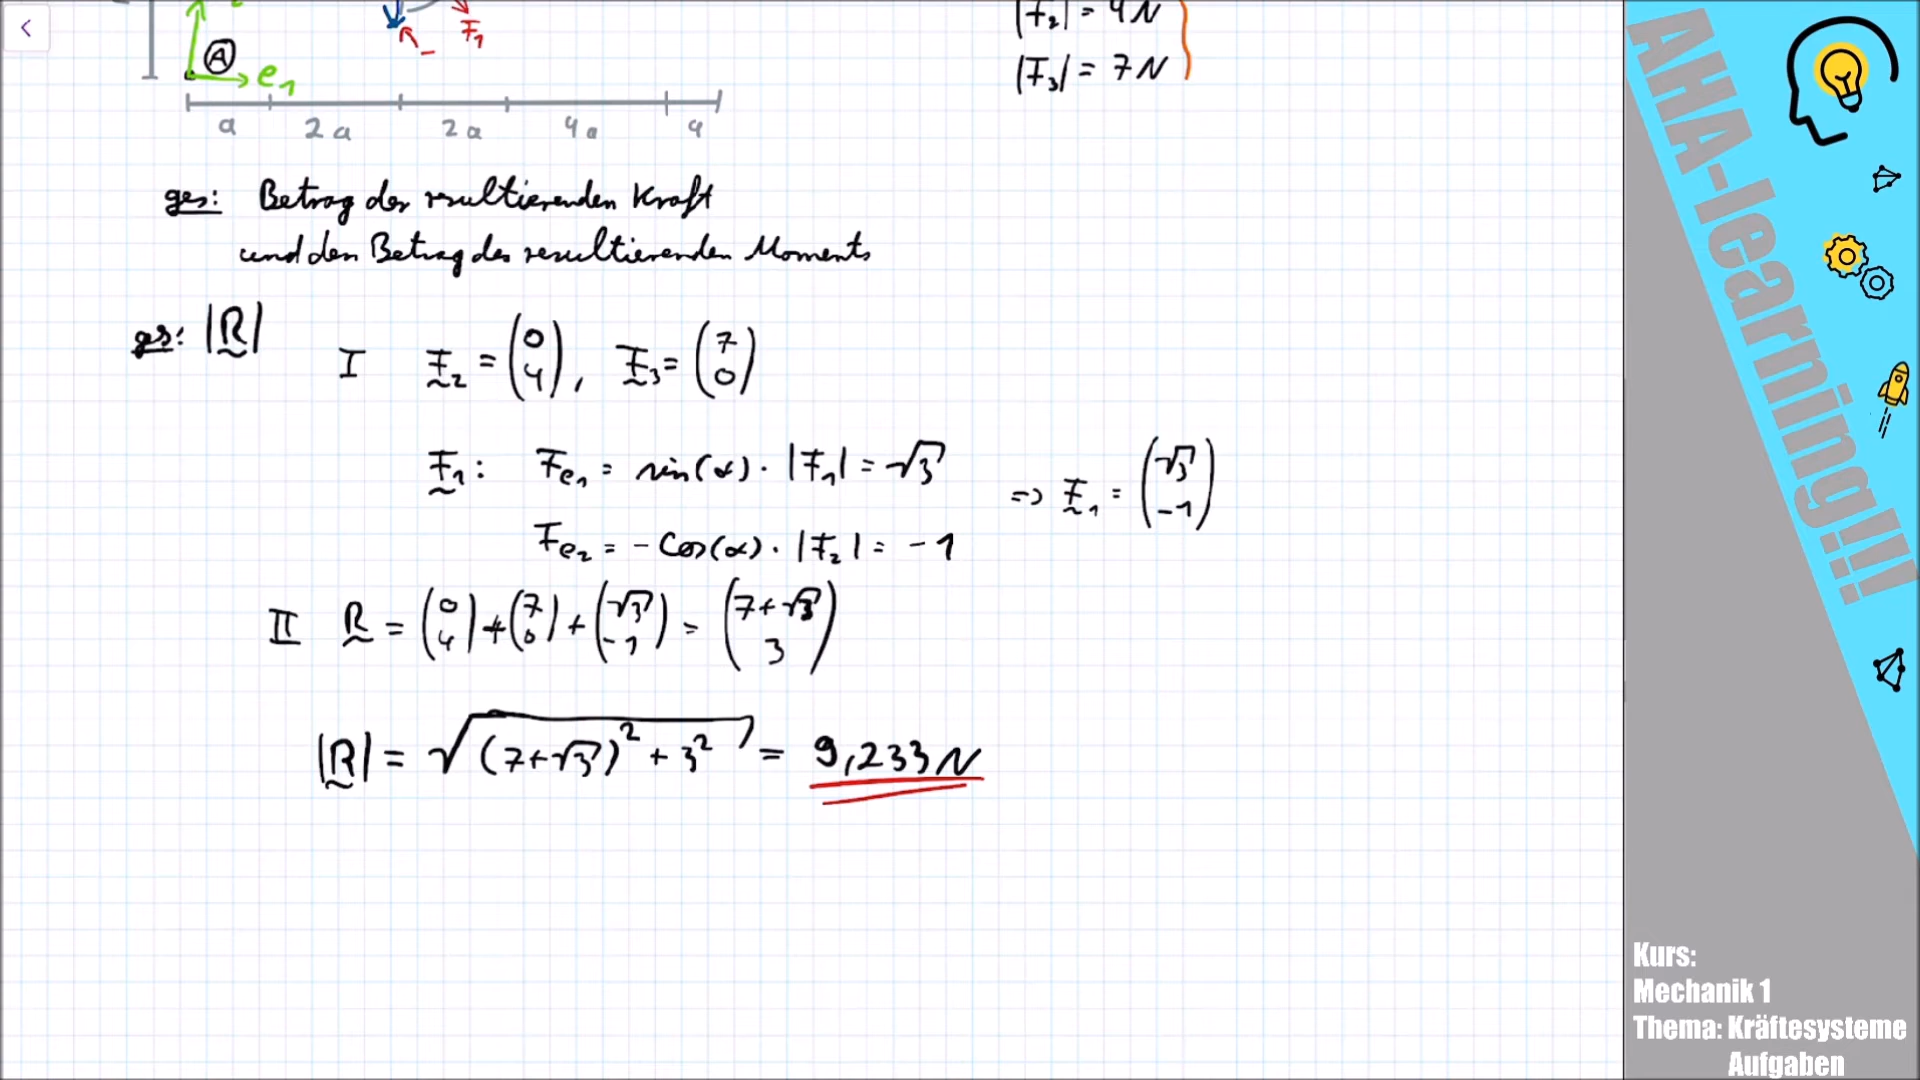 |F₂| = 4N
F₁
|F₃| = 7N
A
e₁
a 2a 2a 4a a
ges: Betrag der resultierenden Kraft
und den Betrag des resultierenden Moments
ges: |R|
I F₂ = (0 4), F₃ = (7 0)
F₁: Fe₁ = sin(α) · |F₁| = √3
=> F₁ = (√3 -1)
Fe₂ = -cos(α) · |F₂| = -1
II R = (0 4) + (7 0) + (√3 -1) = (7+√3 3)
|R| = √((7+√3)² + 3²) = 9,233N
AHA-learning!!!
Kurs:
Mechanik 1
Thema: Kräftesysteme
Aufgaben